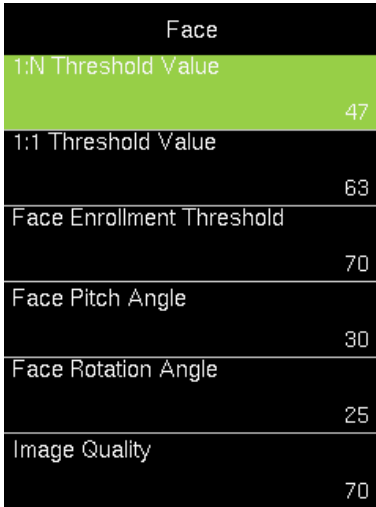 Face
1:N Threshold Value
47
1:1 Threshold Value
63
Face Enrollment Threshold
70
Face Pitch Angle
30
Face Rotation Angle
25
Image Quality
70